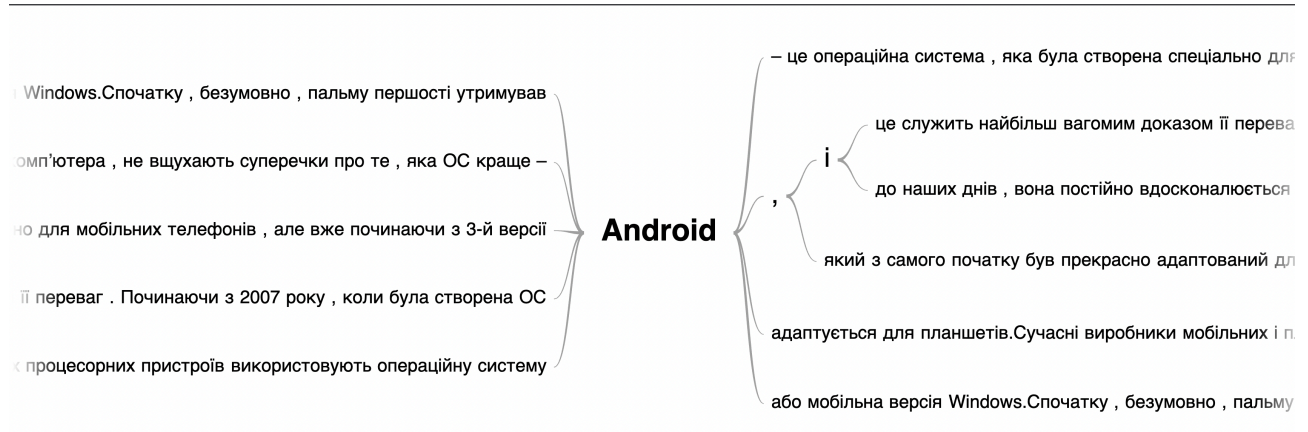 Windows.Спочатку , безумовно , пальму першості утримував
, не вщухають суперечки про те , яка ОС краще –
для мобільних телефонів , але вже починаючи з 3-й версії
її переваг . Починаючи з 2007 року , коли була створена ОС
процесорних пристроїв використовують операційну систему
Android
– це операційна система , яка була створена спеціально для
,
і
це служить найбільш вагомим доказом її
до наших днів , вона постійно вдосконалюється
який з самого початку був прекрасно адаптований
адаптується для планшетів.Сучасні виробники мобільних і
або мобільна версія Windows.Спочатку , безумовно , пальму